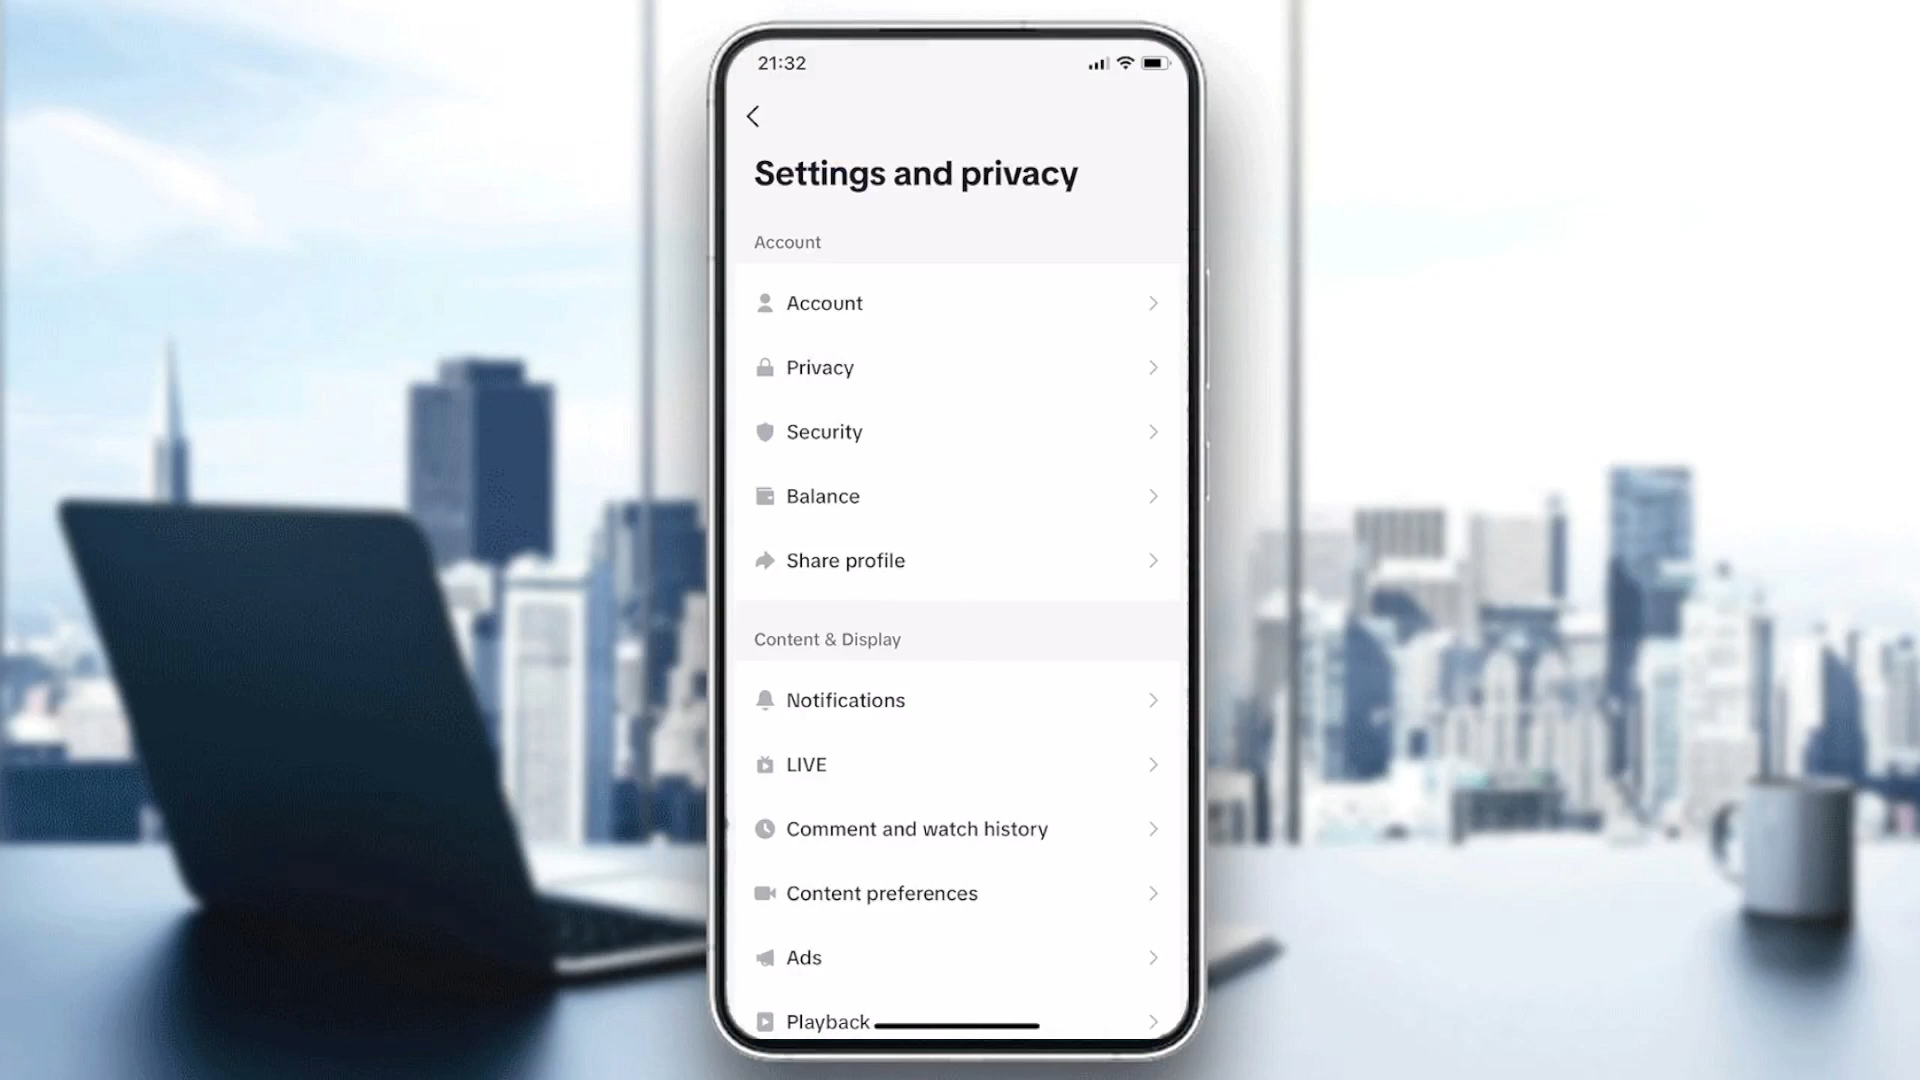 21:32
Settings and privacy
Account
Account
Privacy
Security
Balance
Share profile
Content & Display
Notifications
LIVE
Comment and watch history
Content preferences
Ads
Playback